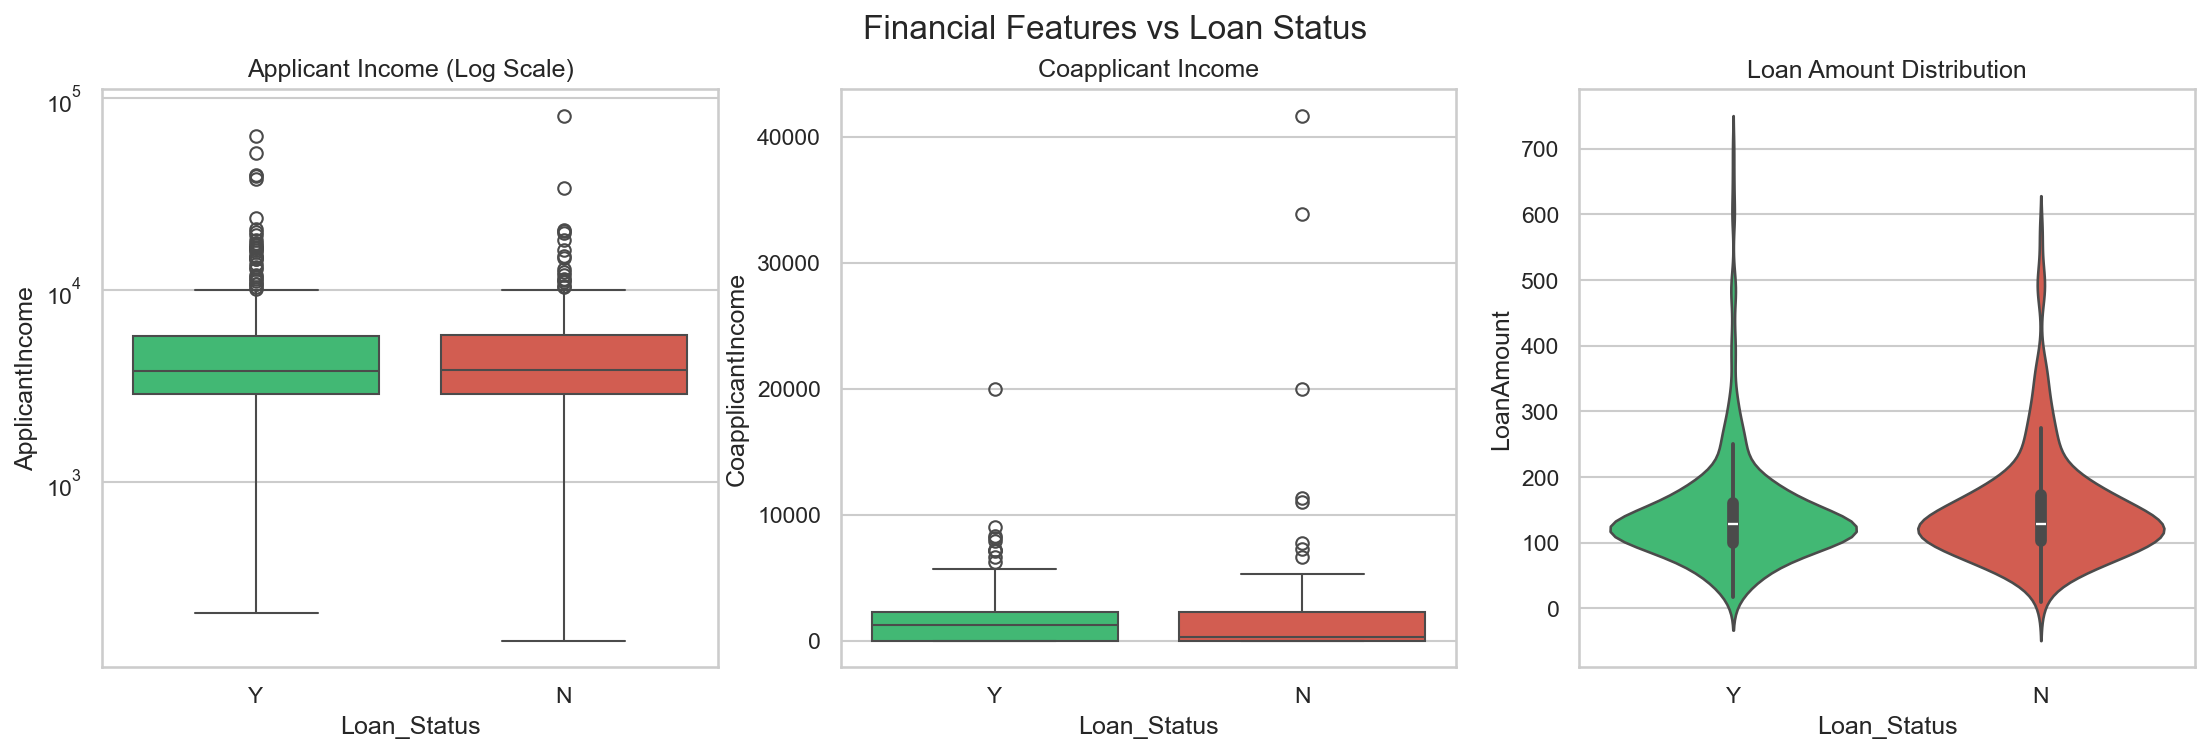 Financial Features vs Loan Status
Applicant Income (Log Scale)
10^5
10^4
10^3
ApplicantIncome
Y
N
Loan_Status
Coapplicant Income
40000
30000
20000
10000
0
CoapplicantIncome
Y
N
Loan_Status
Loan Amount Distribution
700
600
500
400
300
200
100
0
LoanAmount
Y
N
Loan_Status